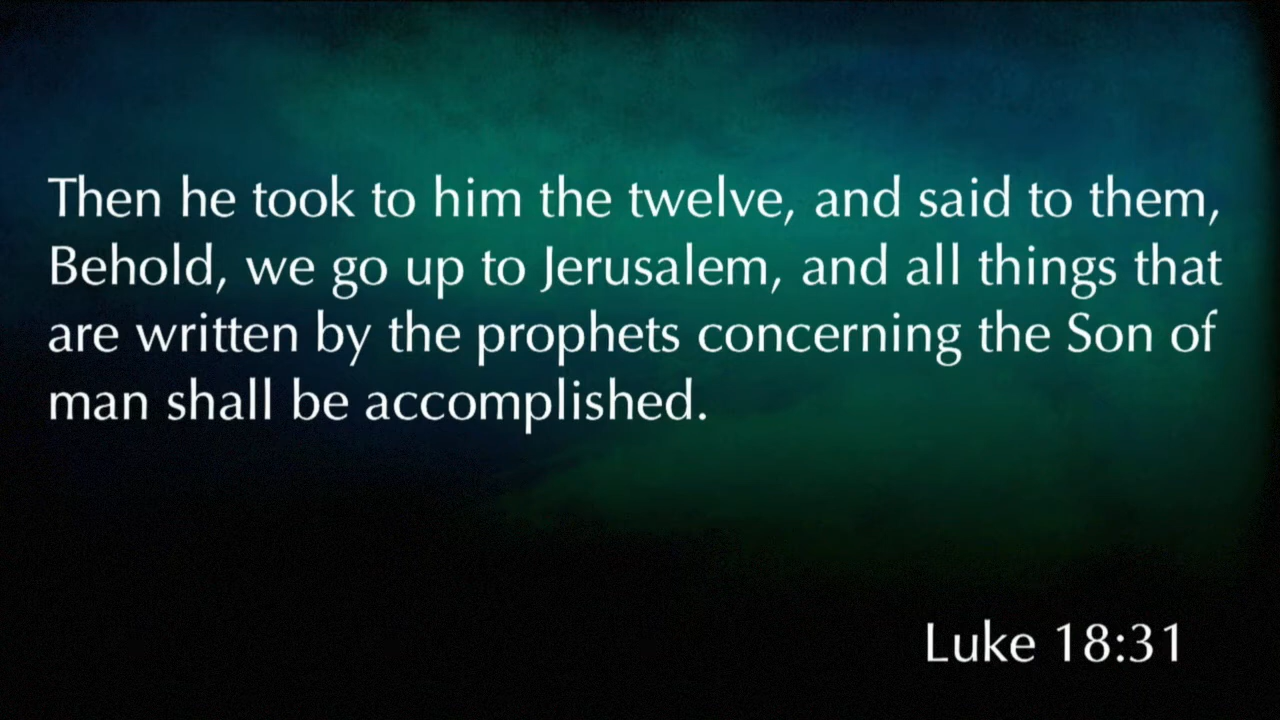 Then he took to him the twelve, and said to them,
Behold, we go up to Jerusalem, and all things that
are written by the prophets concerning the Son of
man shall be accomplished.
Luke 18:31